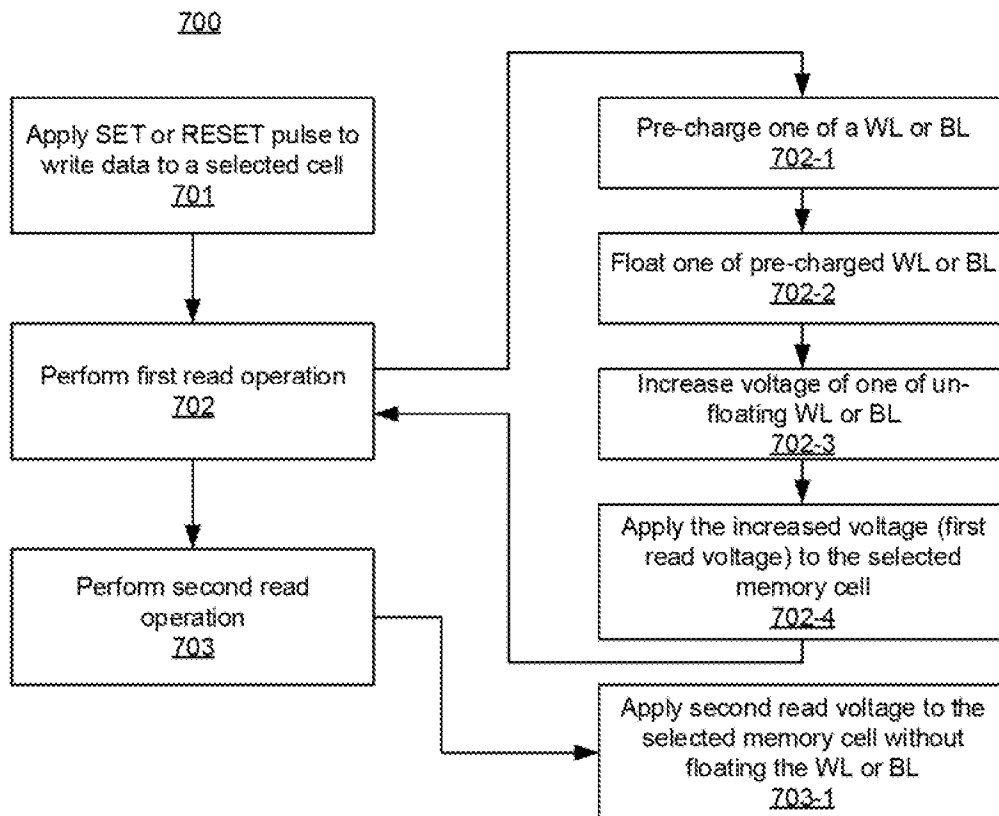 700
Apply SET or RESET pulse to
write data to a selected cell
701
Perform first read operation
702
Perform second read
operation
703
Pre-charge one of a WL or BL
702-1
Float one of pre-charged WL or BL
702-2
Increase voltage of one of un-
floating WL or BL
702-3
Apply the increased voltage (first
read voltage) to the selected
memory cell
702-4
Apply second read voltage to the
selected memory cell without
floating the WL or BL
703-1